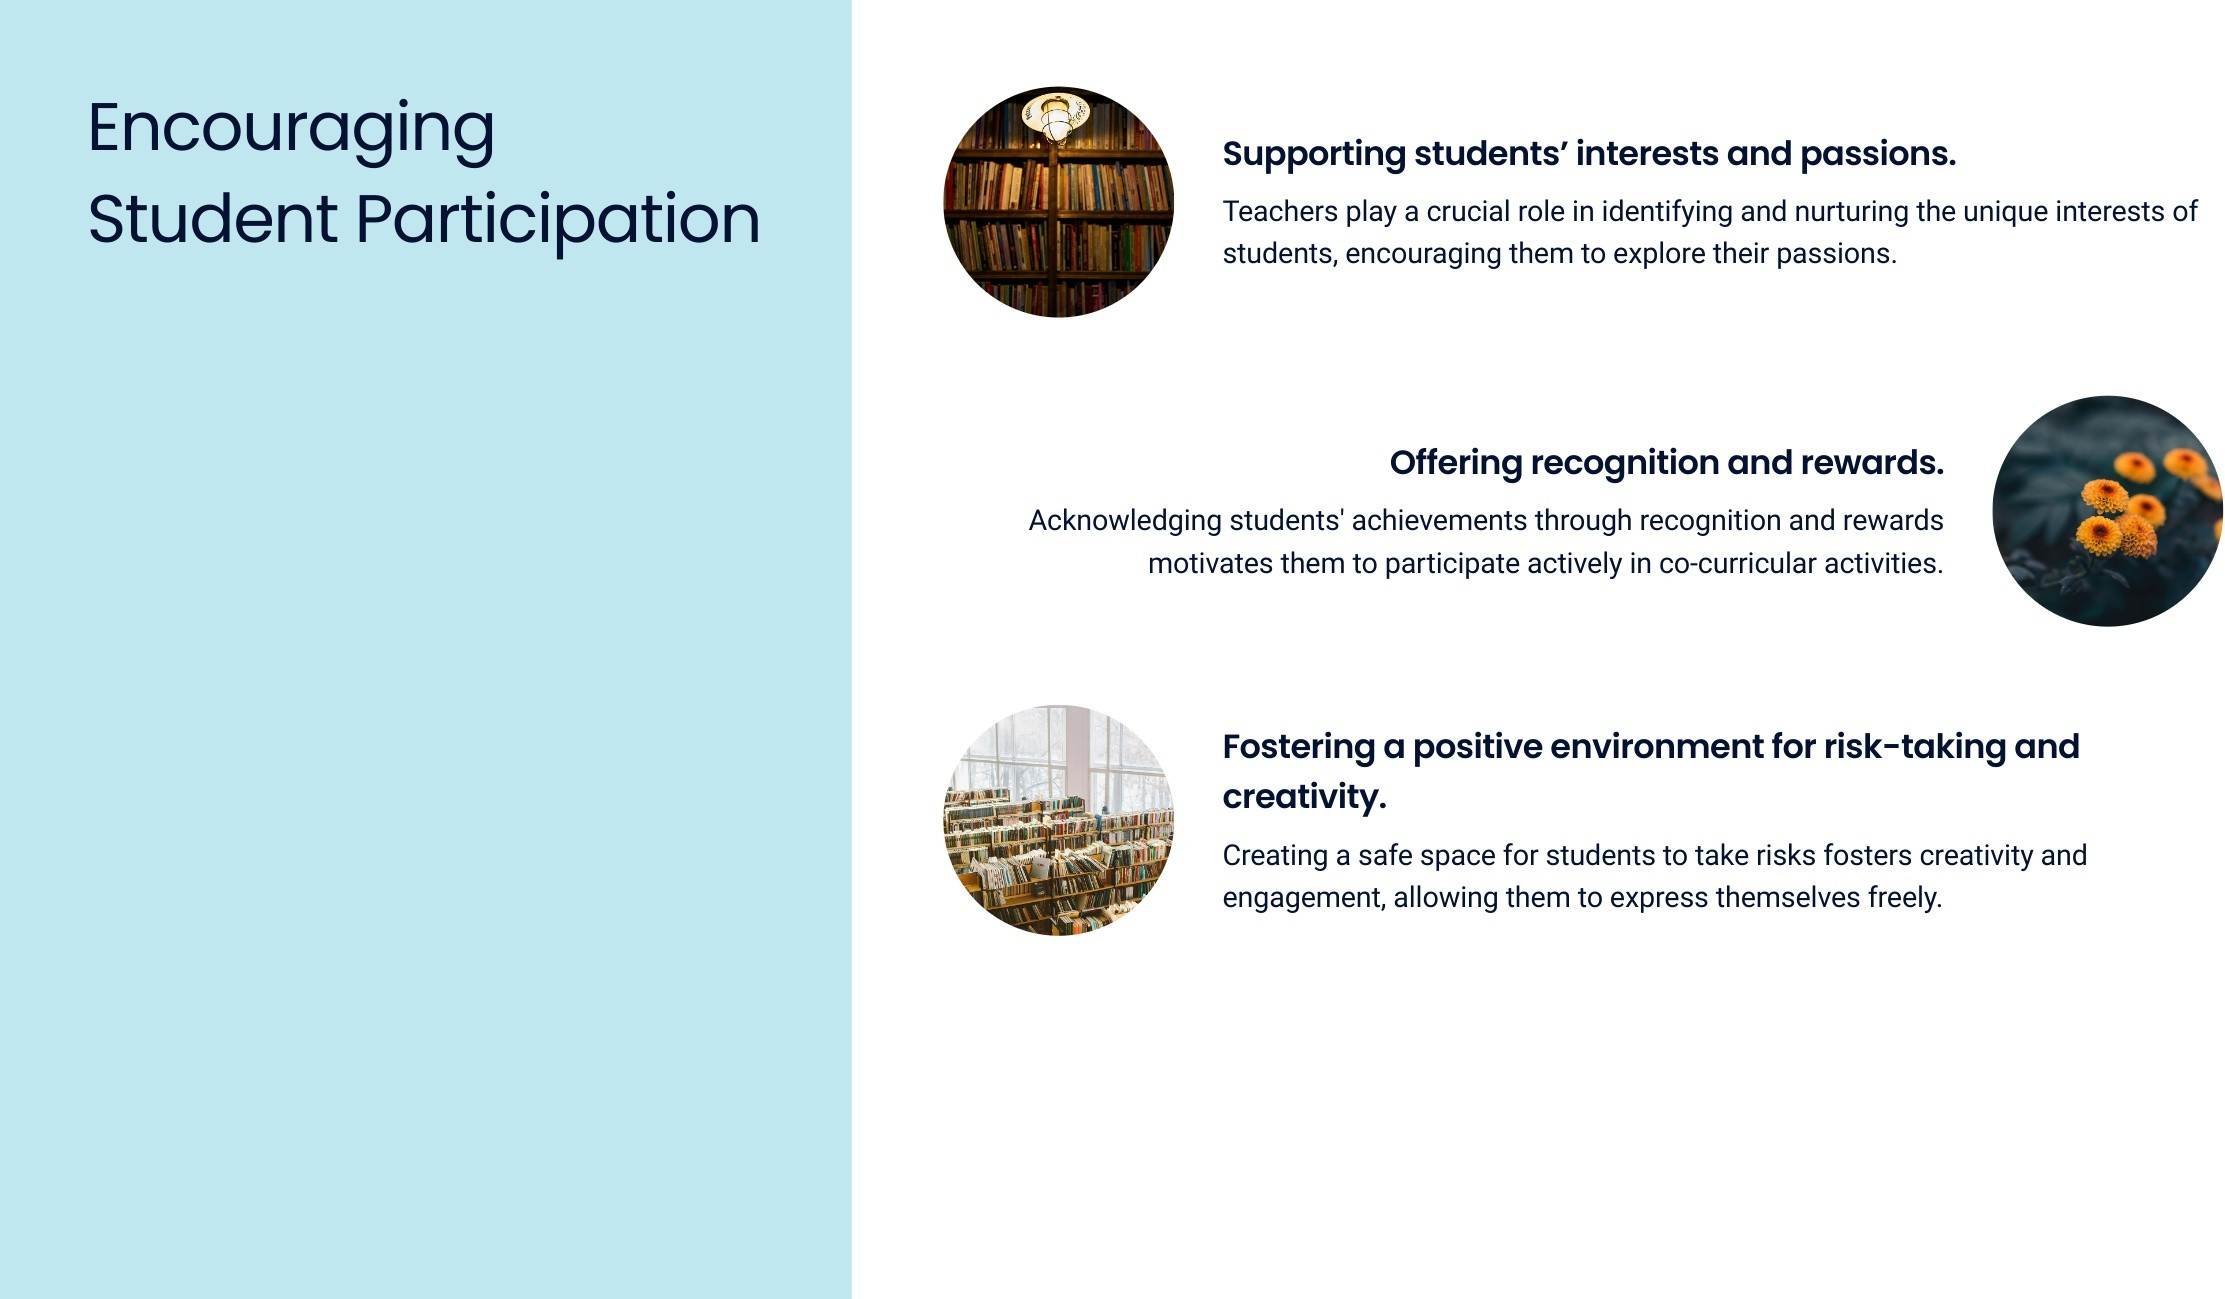 Encouraging
Student Participation
Supporting students’ interests and passions.
Teachers play a crucial role in identifying and nurturing the unique interests of
students, encouraging them to explore their passions.
Offering recognition and rewards.
Acknowledging students' achievements through recognition and rewards
motivates them to participate actively in co-curricular activities.
Fostering a positive environment for risk-taking and
creativity.
Creating a safe space for students to take risks fosters creativity and
engagement, allowing them to express themselves freely.